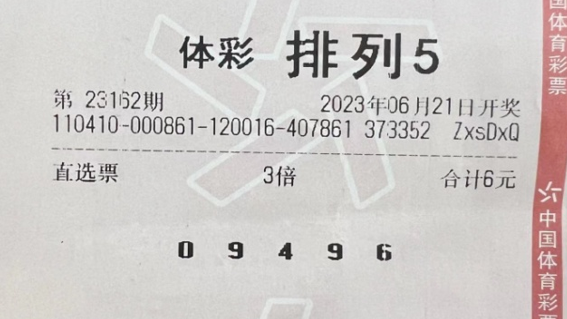 体彩 排列5
第 23162期 2023年06月21日开奖
110410-000861-120016-407861 373352 ZxsDxQ
直选票 3倍 合计6元
0 9 4 9 6
国体育彩票
中国体育彩票